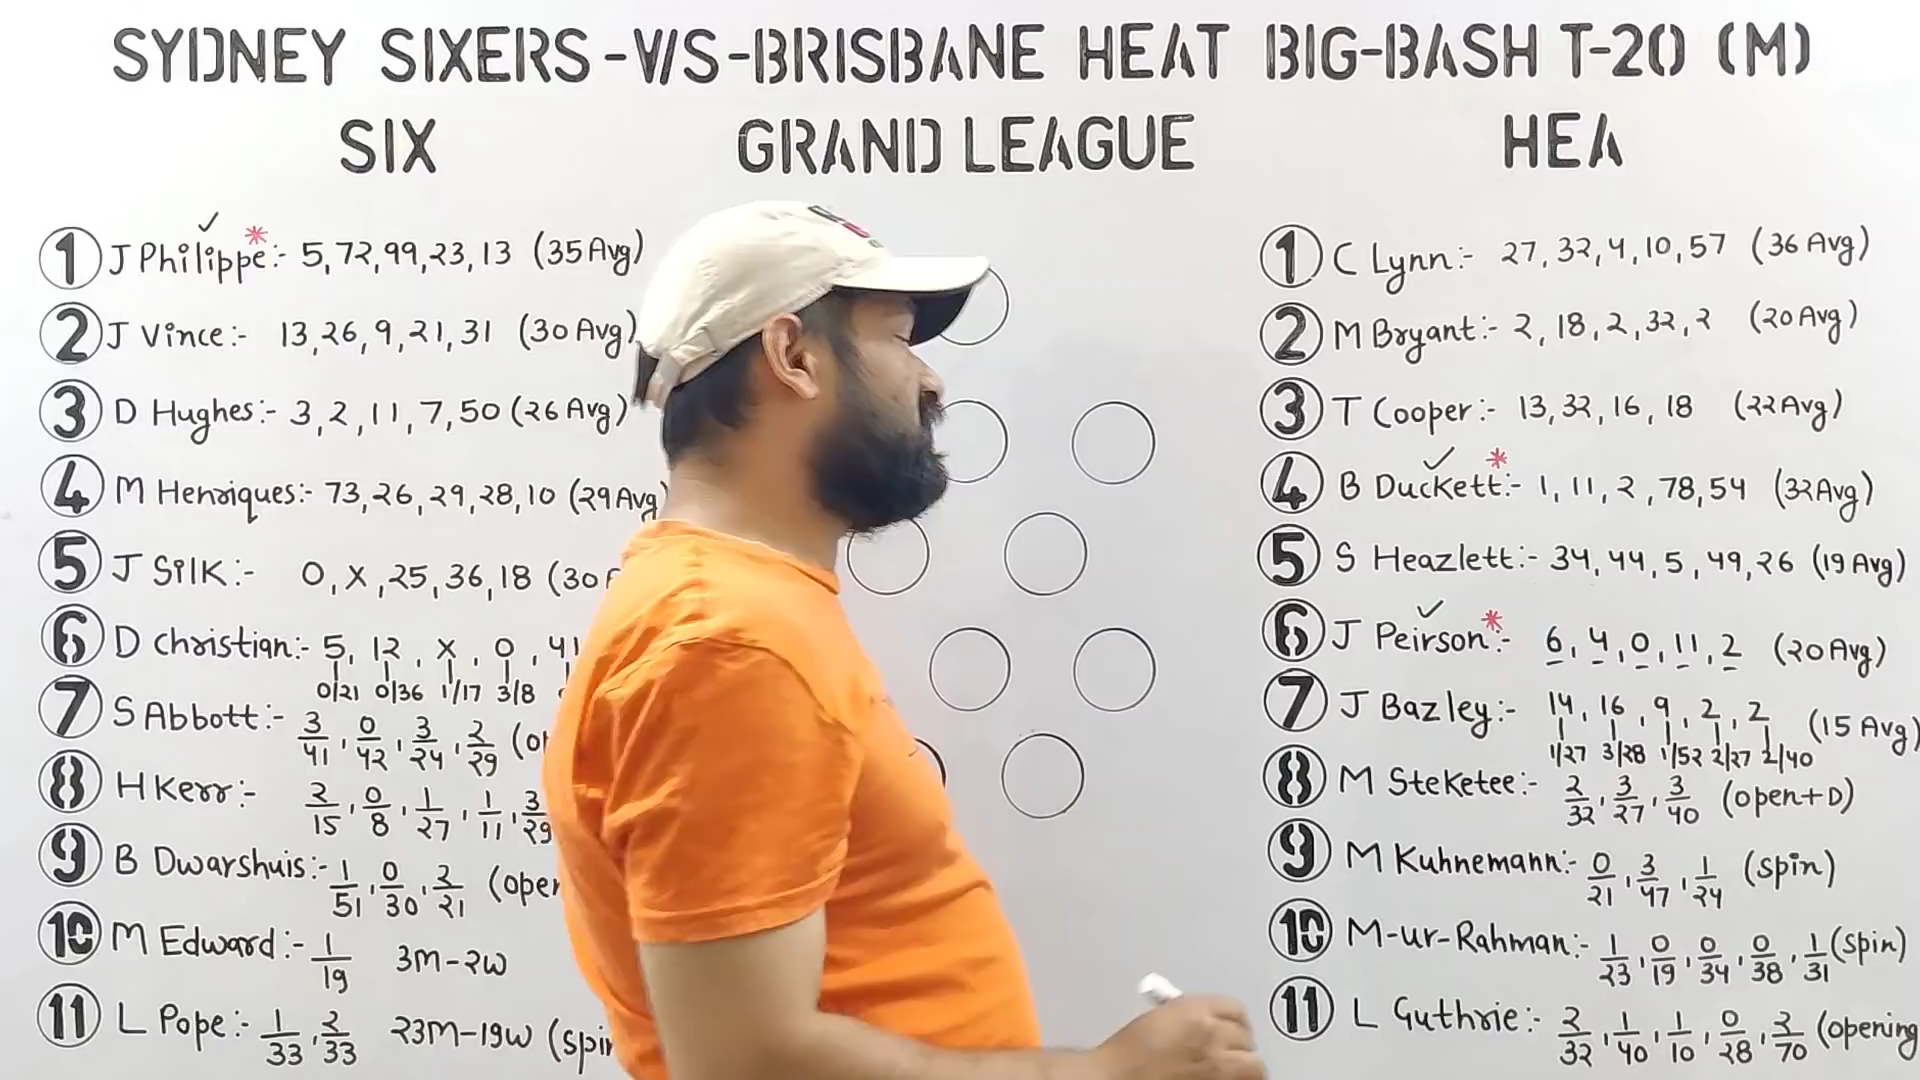 SYDNEY SIXERS-V/S-BRISBANE HEAT BIG-BASH T-20 (M)
SIX
GRAND LEAGUE
HEA
1 J Philippe:- 5,72,99,23,13 (35 Avg)
2 J Vince:- 13,26,9,21,31 (30 Avg)
3 D Hughes:- 3,2,11,7,50 (26 Avg)
4 M Henriques:- 73,26,29,28,10 (29 Avg)
5 J Silk:- 0,X,25,36,18 (30
6 D christian:- 5, 12, X, 0, 41
0/21 0/36 1/17 3/8
7 S Abbott:- 3/41, 0/42, 3/24, 2/29
8 H Kerr:- 2/15, 0/8, 1/27, 1/11, 3/29
9 B Dwarshuis:- 1/51, 0/30, 2/21 (open
10 M Edward:- 1/19 3M-2W
11 L Pope:- 1/33, 2/33 23M-19W (spin
1 C Lynn:- 27,32,4,10,57 (36 Avg)
2 M Bryant:- 2,18,2,32,2 (20 Avg)
3 T Cooper:- 13,32,16,18 (22 Avg)
4 B Duckett:- 1,11,2,78,54 (32 Avg)
5 S Heazlett:- 34,44,5,49,26 (19 Avg)
6 J Peirson:- 6,4,0,11,2 (20 Avg)
7 J Bazley:- 14,16,9,2,2 (15 Avg)
1/27 3/28 1/52 2/27 2/40
8 M Steketee:- 2/32, 3/27, 3/40 (open+D)
9 M Kuhnemann:- 0/21, 3/47, 1/24 (spin)
10 M-ur-Rahman:- 1/23, 0/19, 0/34, 0/38, 1/31 (spin)
11 L Guthrie:- 2/32, 1/40, 1/10, 0/28, 2/70 (opening